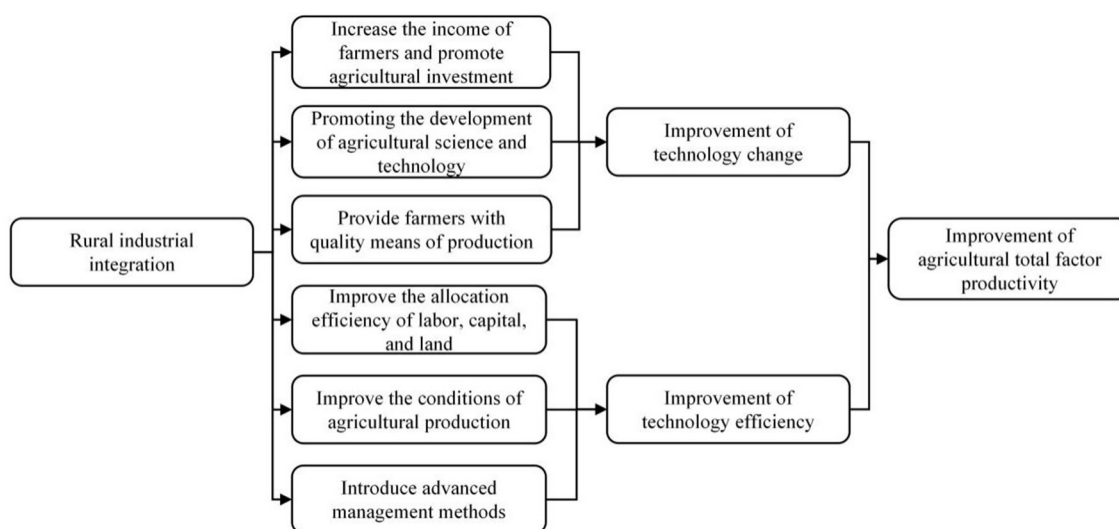 Rural industrial
integration
Increase the income of
farmers and promote
agricultural investment
Promoting the development
of agricultural science and
technology
Provide farmers with
quality means of production
Improve the allocation
efficiency of labor, capital,
and land
Improve the conditions of
agricultural production
Introduce advanced
management methods
Improvement of
technology change
Improvement of
technology efficiency
Improvement of
agricultural total factor
productivity